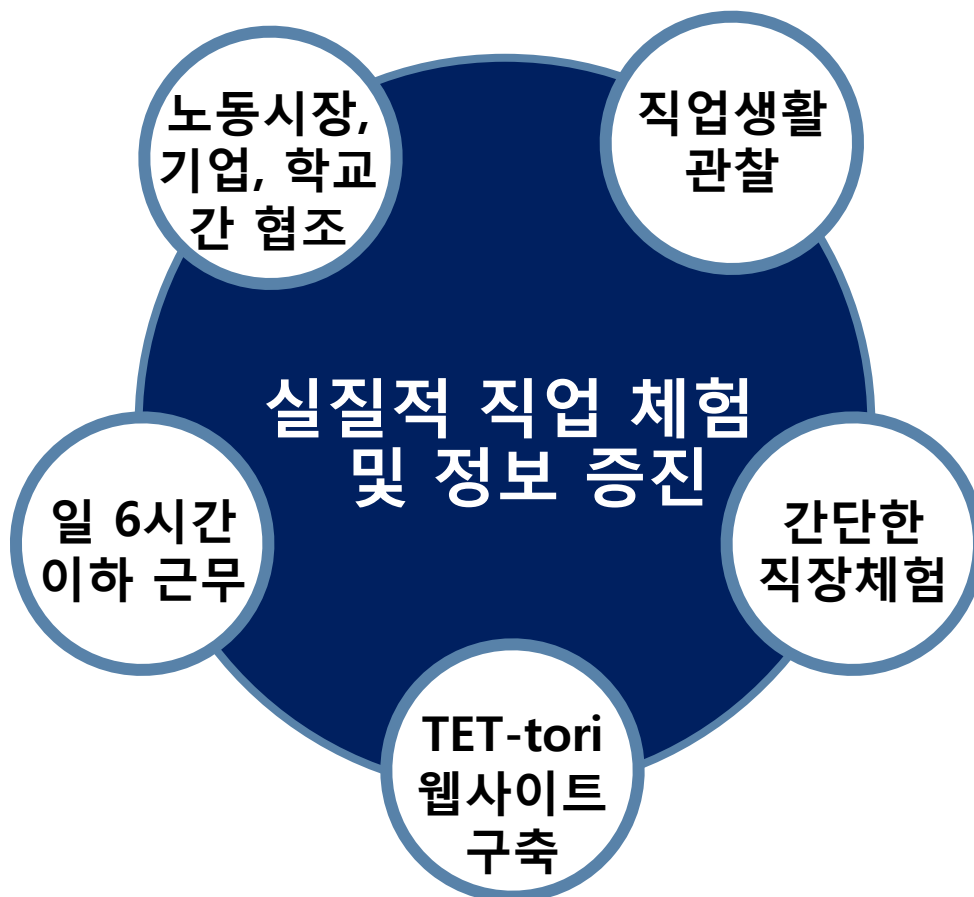 노동시장,
기업, 학교
간 협조
직업생활
관찰
실질적 직업 체험
및 정보 증진
일 6시간
이하 근무
간단한
직장체험
TET-tori
웹사이트
구축